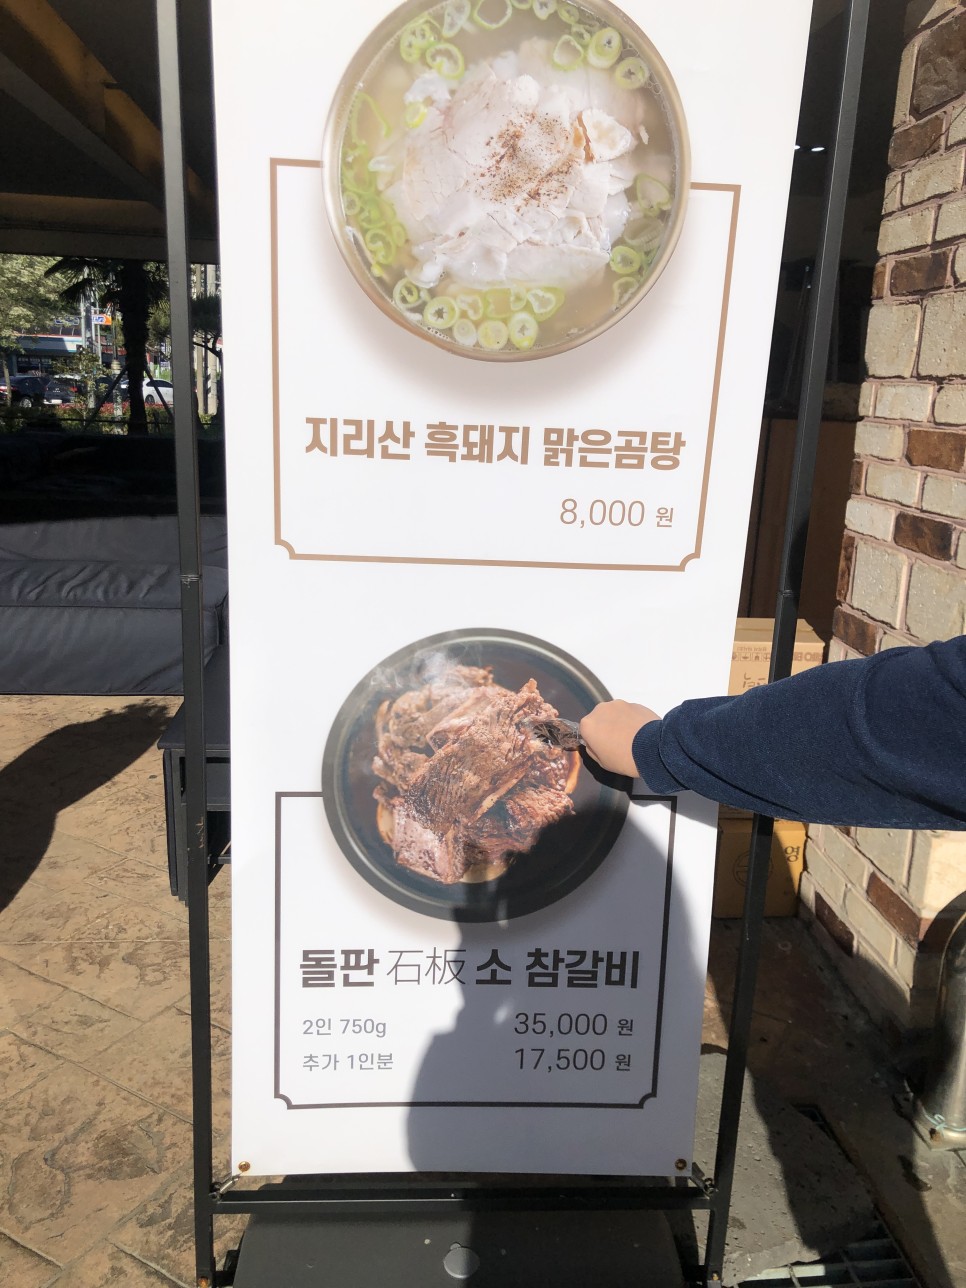 지리산 흑돼지 맑은곰탕
8,000 원
돌판 石板 소 참갈비
2인 750g 35,000 원
추가 1인분 17,500 원
영